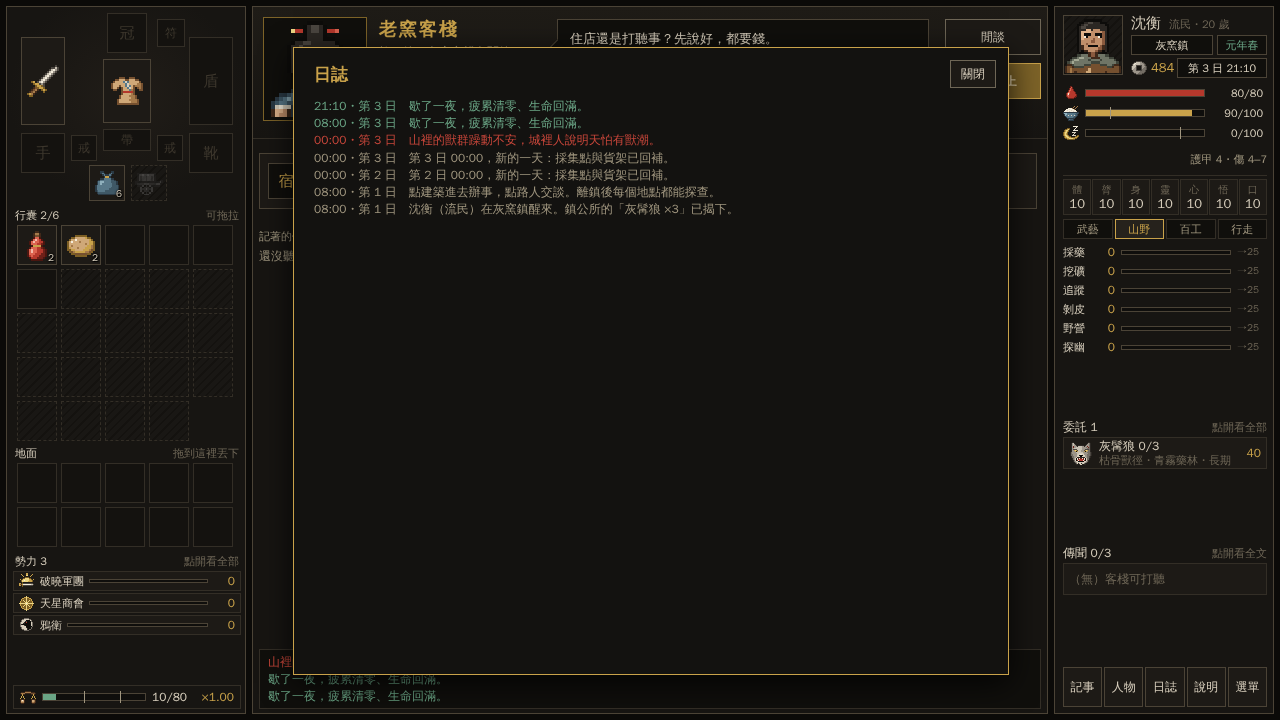 冠
符
盾
手
戒
帶
戒
靴
6
行囊 2/6
可拖拉
2
2
地面
拖到這裡丟下
勢力 3
點開看全部
破曉軍團
0
天星商會
0
鴉衛
0
10/80
×1.00
老窯客棧
住店還是打聽事？先說好，都要錢。
閒談
上
日誌
關閉
21:10・第 3 日 歇了一夜，疲累清零、生命回滿。
08:00・第 3 日 歇了一夜，疲累清零、生命回滿。
00:00・第 3 日 山裡的獸群躁動不安，城裡人說明天怕有獸潮。
00:00・第 3 日 第 3 日 00:00，新的一天：採集點與貨架已回補。
00:00・第 2 日 第 2 日 00:00，新的一天：採集點與貨架已回補。
08:00・第 1 日 點建築進去辦事，點路人交談。離鎮後每個地點都能探查。
08:00・第 1 日 沈衡（流民）在灰窯鎮醒來。鎮公所的「灰髯狼 ×3」已揭下。
宿
記著的
還沒聽
山裡
歇了一夜，疲累清零、生命回滿。
歇了一夜，疲累清零、生命回滿。
沈衡 流民・20 歲
灰窯鎮
元年春
484
第 3 日 21:10
80/80
90/100
0/100
護甲 4・傷 4–7
體 臂 身 靈 心 悟 口
10 10 10 10 10 10 10
武藝 山野 百工 行走
採藥 0 →25
挖礦 0 →25
追蹤 0 →25
剝皮 0 →25
野營 0 →25
探幽 0 →25
委託 1
點開看全部
灰髯狼 0/3
枯骨獸徑・青霧藥林・長期
40
傳聞 0/3
點開看全文
（無）客棧可打聽
記事 人物 日誌 說明 選單